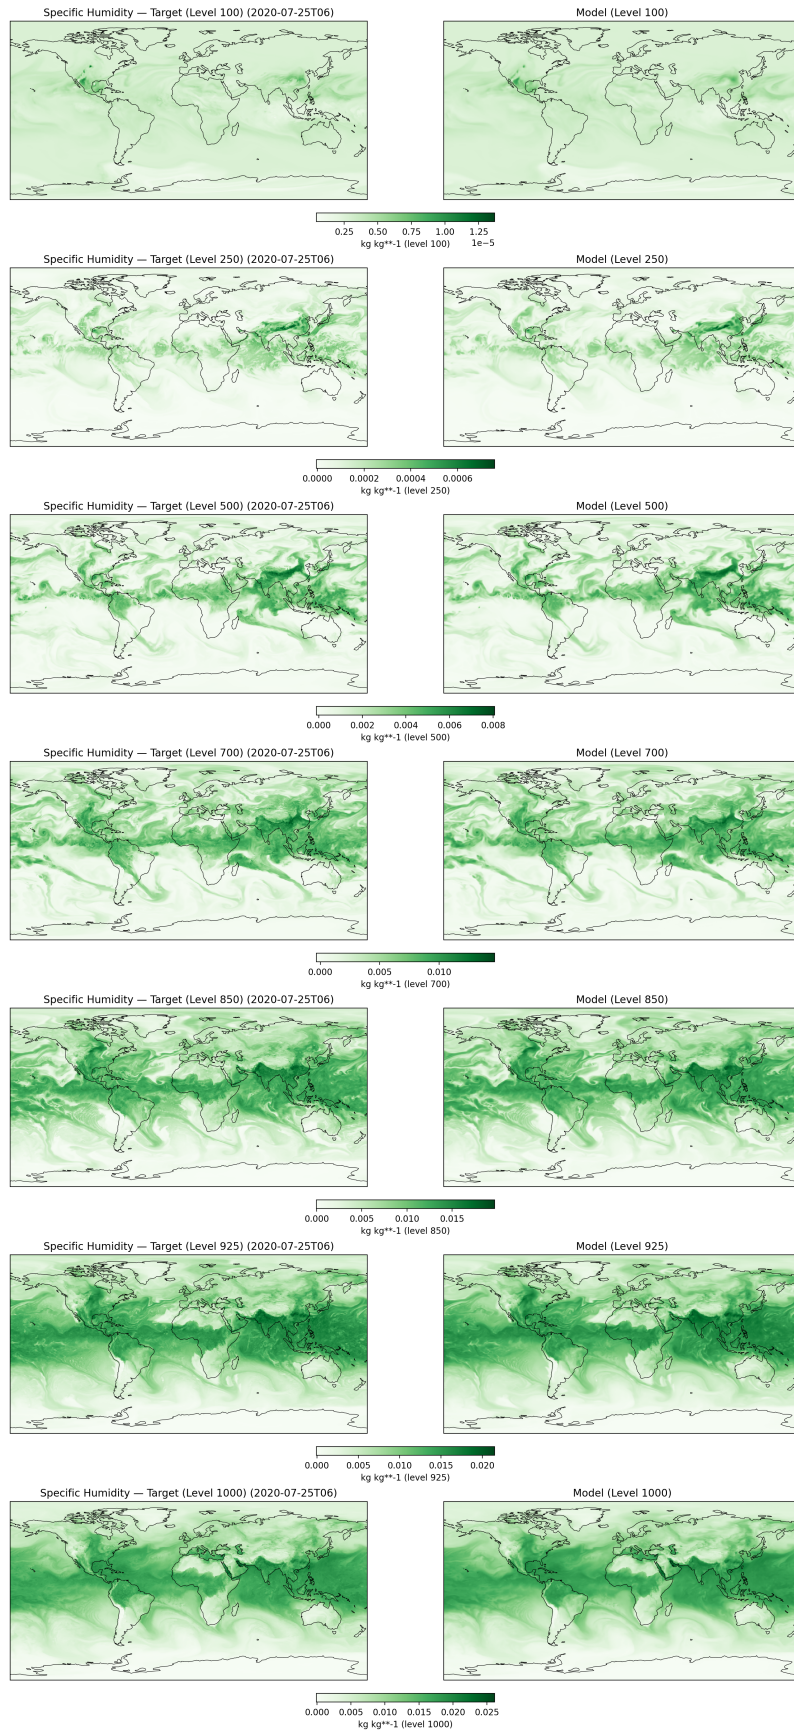 Specific Humidity — Target (Level 100) (2020-07-25T06)
Model (Level 100)
0.25 0.50 0.75 1.00 1.25
1e−5
kg kg**-1 (level 100)
Specific Humidity — Target (Level 250) (2020-07-25T06)
Model (Level 250)
0.0000 0.0002 0.0004 0.0006
kg kg**-1 (level 250)
Specific Humidity — Target (Level 500) (2020-07-25T06)
Model (Level 500)
0.000 0.002 0.004 0.006 0.008
kg kg**-1 (level 500)
Specific Humidity — Target (Level 700) (2020-07-25T06)
Model (Level 700)
0.000 0.005 0.010
kg kg**-1 (level 700)
Specific Humidity — Target (Level 850) (2020-07-25T06)
Model (Level 850)
0.000 0.005 0.010 0.015
kg kg**-1 (level 850)
Specific Humidity — Target (Level 925) (2020-07-25T06)
Model (Level 925)
0.000 0.005 0.010 0.015 0.020
kg kg**-1 (level 925)
Specific Humidity — Target (Level 1000) (2020-07-25T06)
Model (Level 1000)
0.000 0.005 0.010 0.015 0.020 0.025
kg kg**-1 (level 1000)